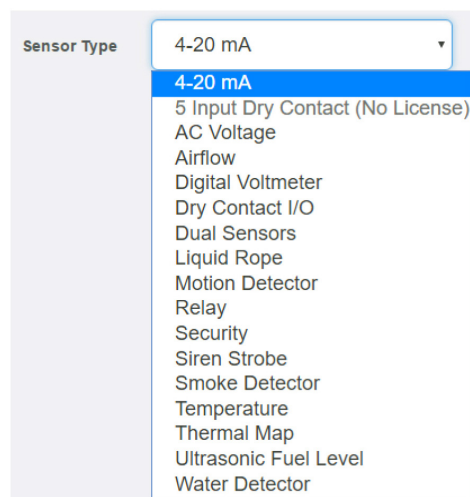 Sensor Type
4-20 mA
4-20 mA
5 Input Dry Contact (No License)
AC Voltage
Airflow
Digital Voltmeter
Dry Contact I/O
Dual Sensors
Liquid Rope
Motion Detector
Relay
Security
Siren Strobe
Smoke Detector
Temperature
Thermal Map
Ultrasonic Fuel Level
Water Detector